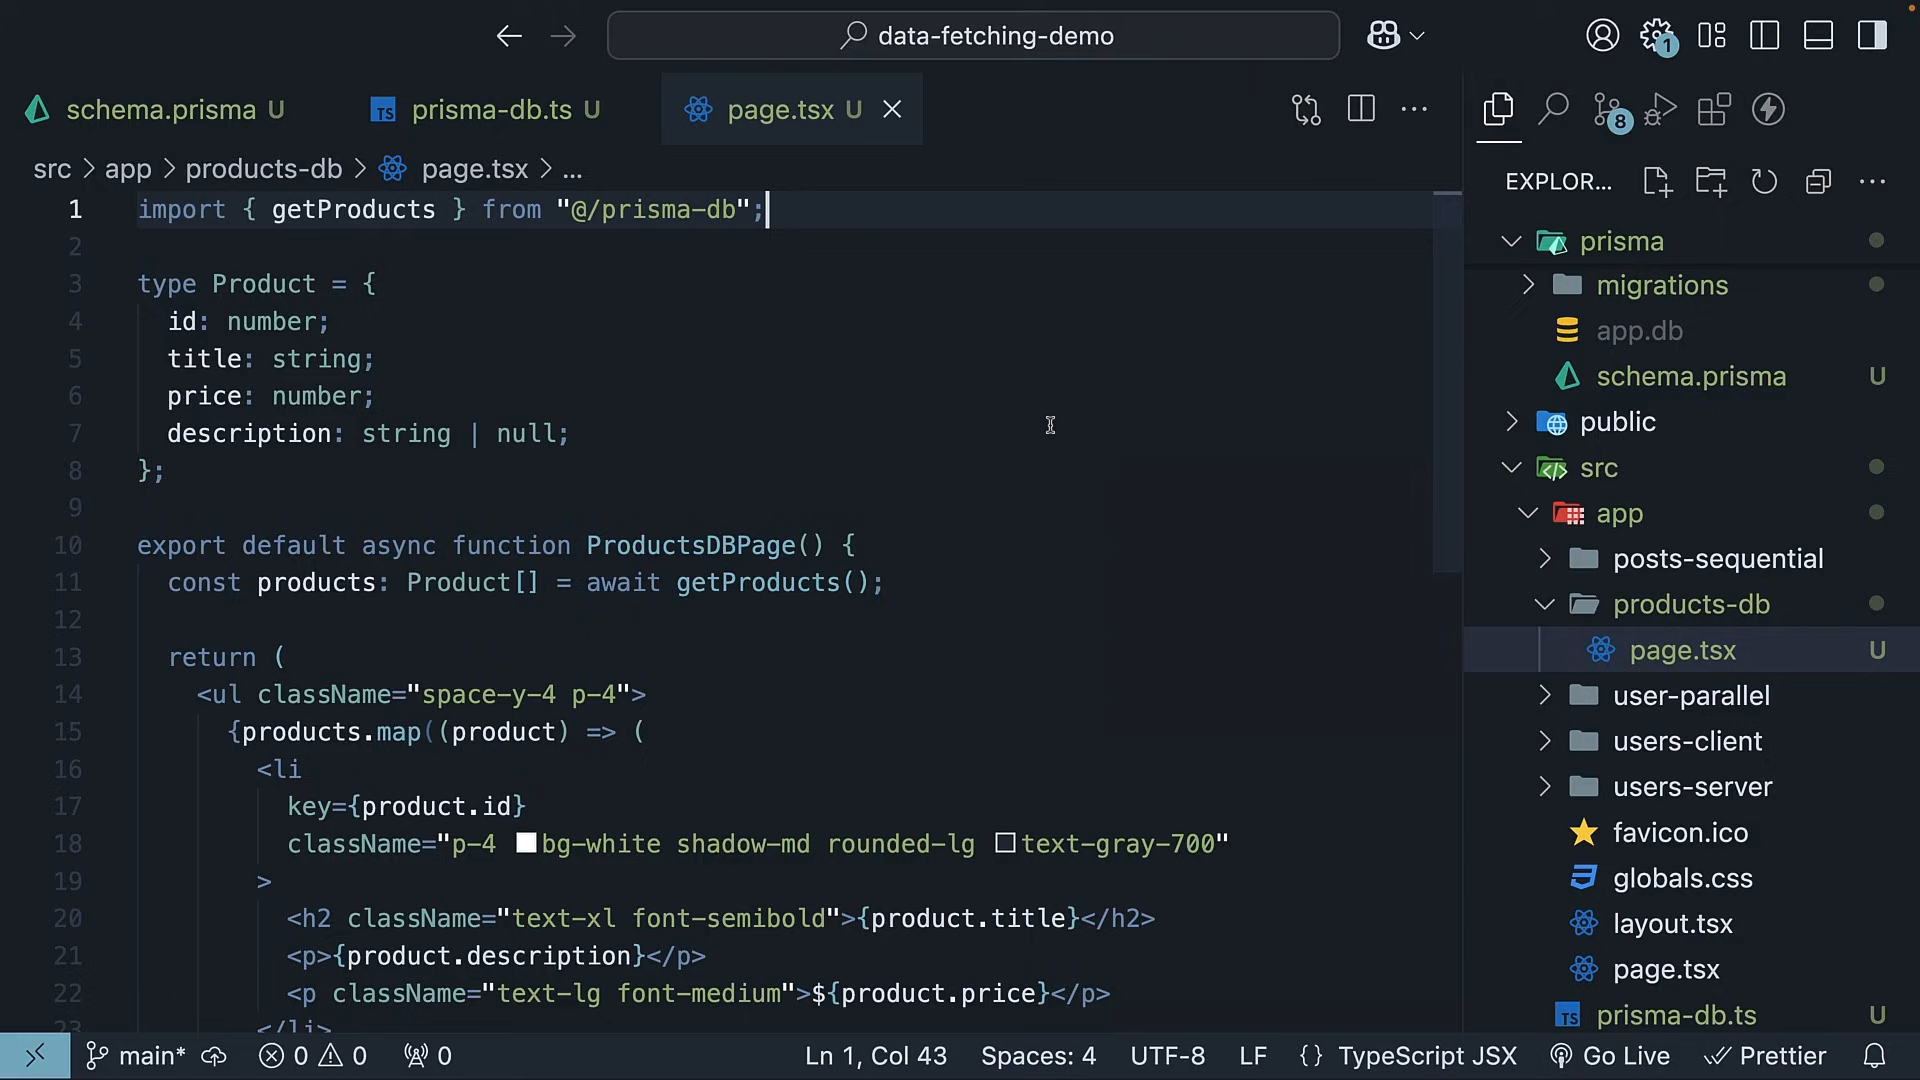 data-fetching-demo
1
schema.prisma U
TS prisma-db.ts U
page.tsx U
8
src > app > products-db > page.tsx > ...
1 import { getProducts } from "@/prisma-db";
2
3 type Product = {
4 id: number;
5 title: string;
6 price: number;
7 description: string | null;
8 };
9
10 export default async function ProductsDBPage() {
11 const products: Product[] = await getProducts();
12
13 return (
14 <ul className="space-y-4 p-4">
15 {products.map((product) => (
16 <li
17 key={product.id}
18 className="p-4 bg-white shadow-md rounded-lg text-gray-700"
19 >
20 <h2 className="text-xl font-semibold">{product.title}</h2>
21 <p>{product.description}</p>
22 <p className="text-lg font-medium">${product.price}</p>
23 </li>
EXPLOR...
prisma
migrations
app.db
schema.prisma U
public
src
app
posts-sequential
products-db
page.tsx U
user-parallel
users-client
users-server
favicon.ico
globals.css
layout.tsx
page.tsx
TS prisma-db.ts U
main* 0 0 0 Ln 1, Col 43 Spaces: 4 UTF-8 LF {} TypeScript JSX Go Live Prettier